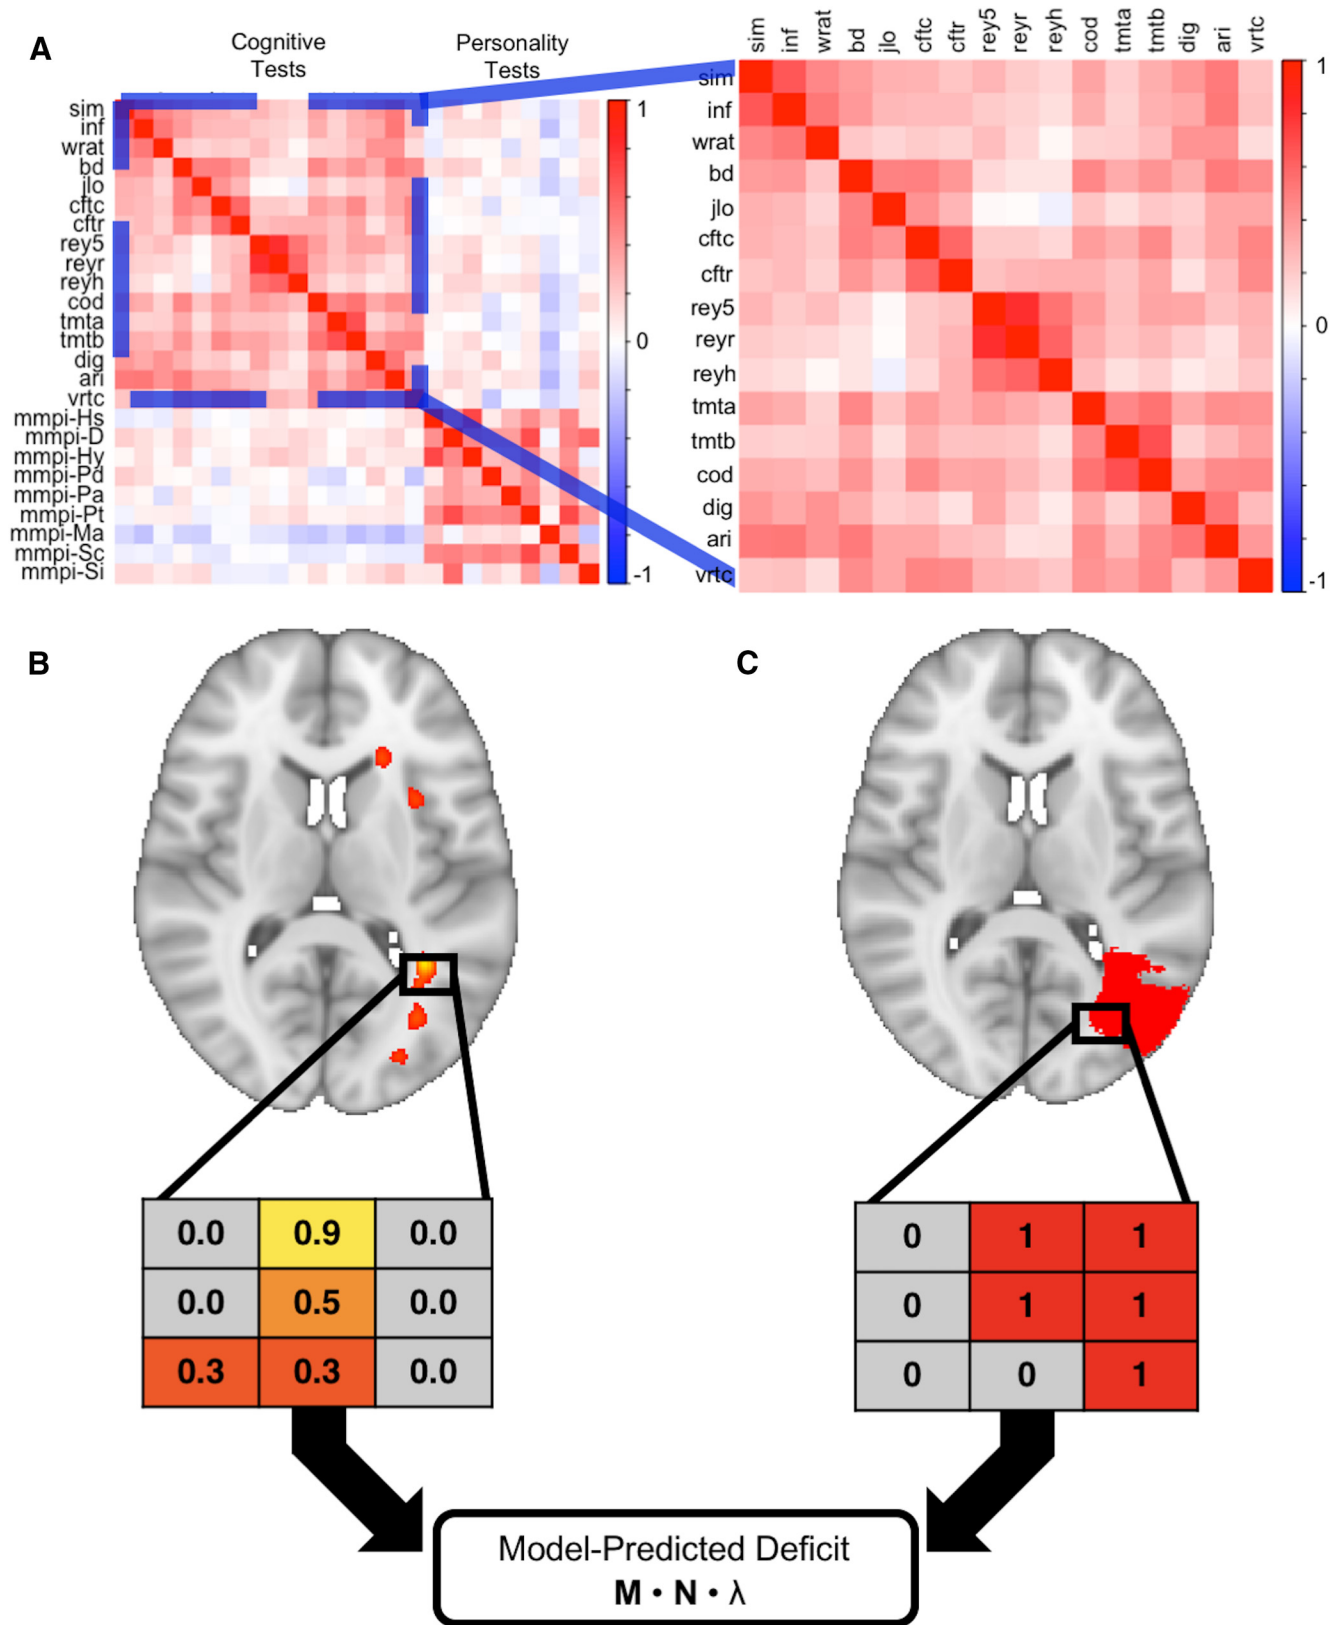 A
Cognitive
Tests
Personality
Tests
sim
inf
wrat
bd
jlo
cftc
cftr
rey5
reyr
reyh
cod
tmta
tmtb
dig
ari
vrtc
mmpi-Hs
mmpi-D
mmpi-Hy
mmpi-Pd
mmpi-Pa
mmpi-Pt
mmpi-Ma
mmpi-Sc
mmpi-Si
1
0
-1
sim inf wrat bd jlo cftc cftr rey5 reyr reyh cod tmta tmtb dig ari vrtc
sim
inf
wrat
bd
jlo
cftc
cftr
rey5
reyr
reyh
tmta
tmtb
cod
dig
ari
vrtc
1
0
-1
B
0.0 0.9 0.0
0.0 0.5 0.0
0.3 0.3 0.0
C
0 1 1
0 1 1
0 0 1
Model-Predicted Deficit
M • N • λ